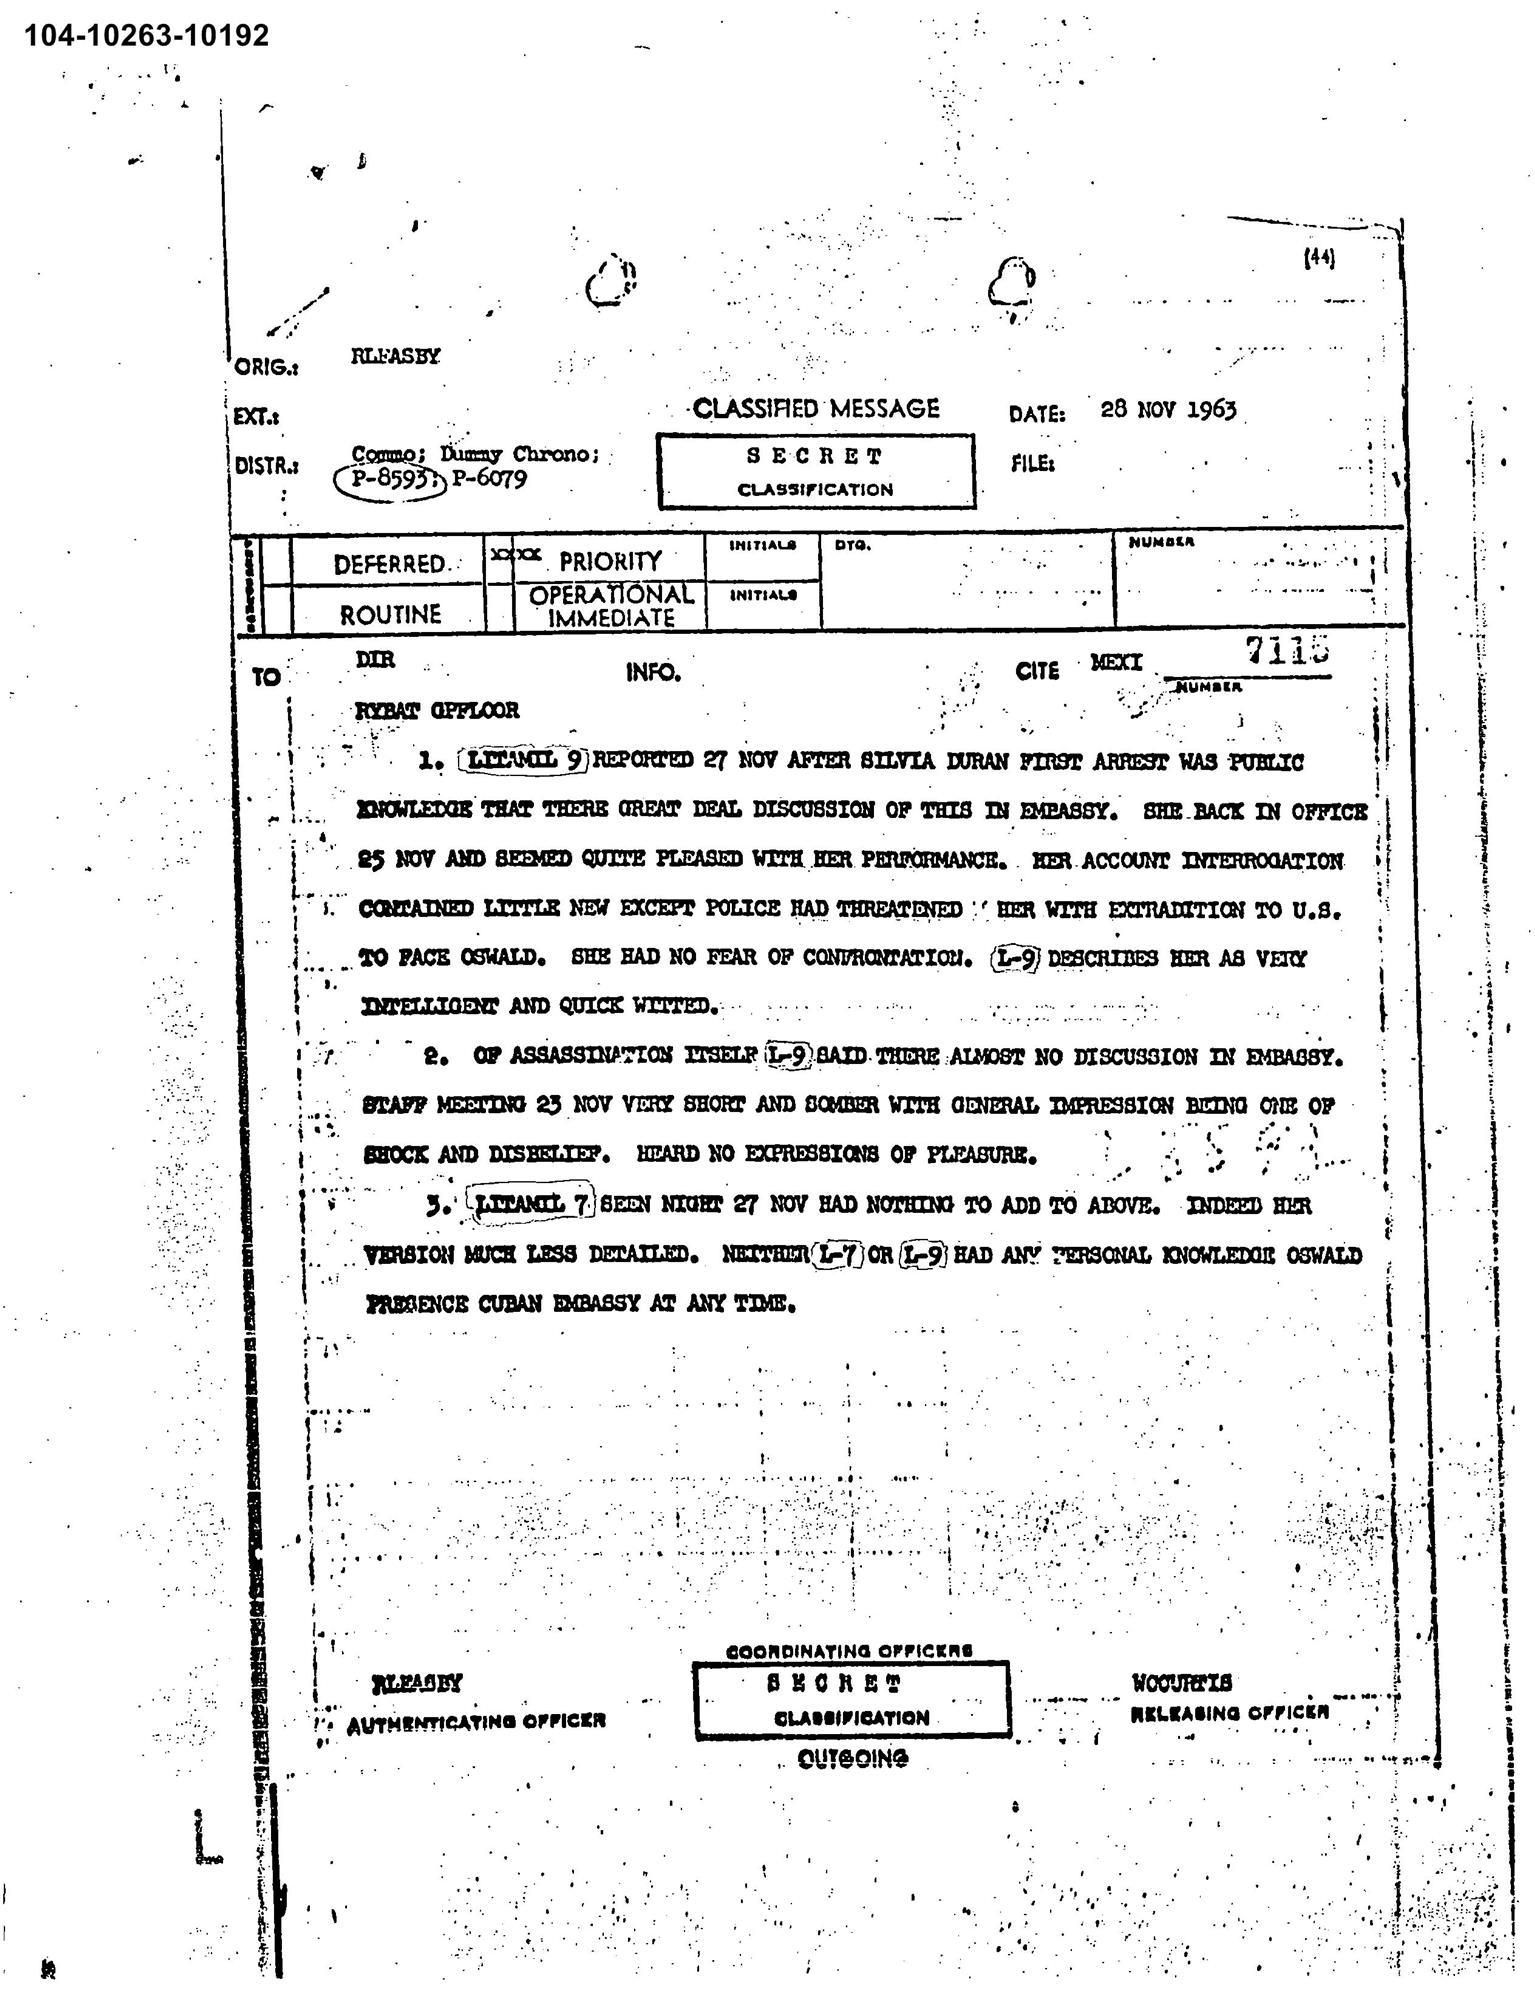 104-10263-10192
(44)
ORIG.: RLFASBY
EXT.: CLASSIFIED MESSAGE DATE: 28 NOV 1963
DISTR.: Commo; Dummy Chrono; SECRET FILE:
P-8593; P-6079 CLASSIFICATION
DEFERRED XXXX PRIORITY INITIALS DTG. NUMBER
ROUTINE OPERATIONAL IMMEDIATE INITIALS
TO DIR INFO. CITE MEXI 7115
NUMBER
RYBAT GPFLOOR
1. LITAMIL 9 REPORTED 27 NOV AFTER SILVIA DURAN FIRST ARREST WAS PUBLIC
KNOWLEDGE THAT THERE GREAT DEAL DISCUSSION OF THIS IN EMBASSY. SHE BACK IN OFFICE
25 NOV AND SEEMED QUITE PLEASED WITH HER PERFORMANCE. HER ACCOUNT INTERROGATION
CONTAINED LITTLE NEW EXCEPT POLICE HAD THREATENED HER WITH EXTRADITION TO U.S.
TO FACE OSWALD. SHE HAD NO FEAR OF CONFRONTATION. L-9 DESCRIBES HER AS VERY
INTELLIGENT AND QUICK WITTED.
2. OF ASSASSINATION ITSELF L-9 SAID THERE ALMOST NO DISCUSSION IN EMBASSY.
STAFF MEETING 23 NOV VERY SHORT AND SOMBER WITH GENERAL IMPRESSION BEING ONE OF
SHOCK AND DISBELIEF. HEARD NO EXPRESSIONS OF PLEASURE.
3. LITAMIL 7 SEEN NIGHT 27 NOV HAD NOTHING TO ADD TO ABOVE. INDEED HER
VERSION MUCH LESS DETAILED. NEITHER L-7 OR L-9 HAD ANY PERSONAL KNOWLEDGE OSWALD
PRESENCE CUBAN EMBASSY AT ANY TIME.
COORDINATING OFFICERS
RLFASBY SECRET WOCURTIS
AUTHENTICATING OFFICER CLASSIFICATION RELEASING OFFICER
OUTGOING